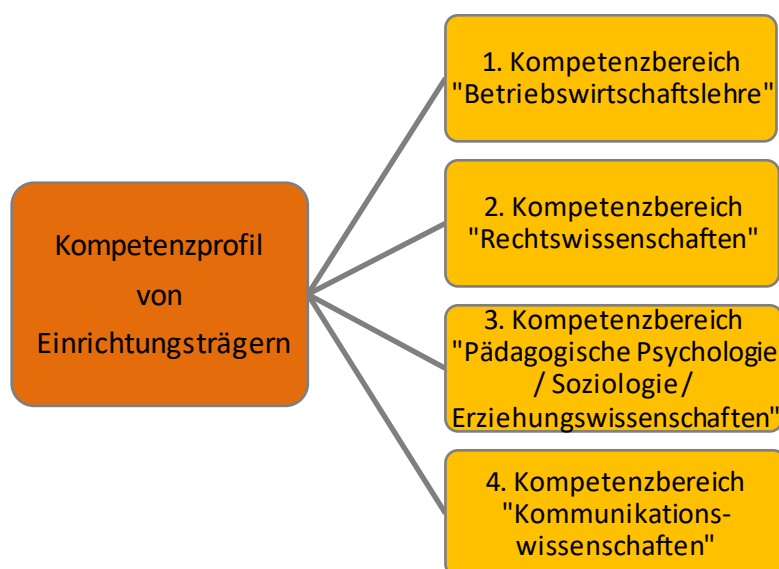 Kompetenzprofil
von
Einrichtungsträgern
1. Kompetenzbereich
"Betriebswirtschaftslehre"
2. Kompetenzbereich
"Rechtswissenschaften"
3. Kompetenzbereich
"Pädagogische Psychologie
/ Soziologie /
Erziehungswissenschaften"
4. Kompetenzbereich
"Kommunikations-
wissenschaften"